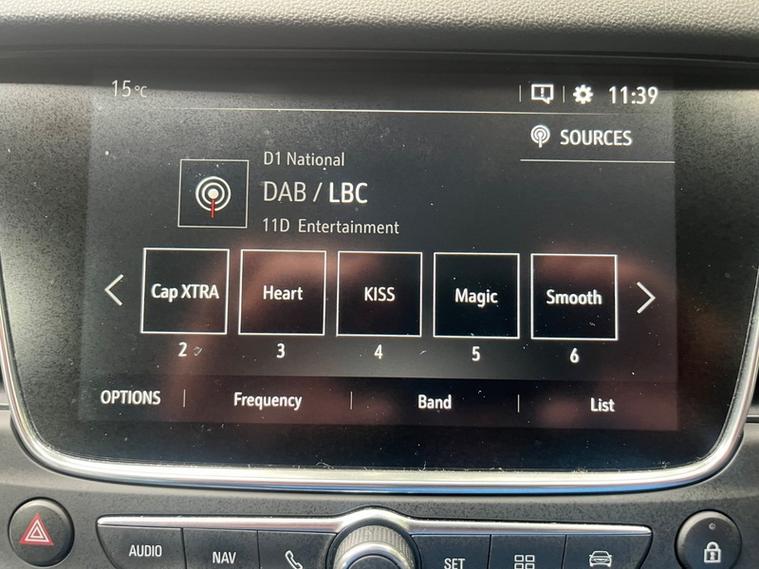 15°C
11:39
SOURCES
D1 National
DAB / LBC
11D Entertainment
Cap XTRA Heart KISS Magic Smooth
2 3 4 5 6
OPTIONS Frequency Band List
AUDIO NAV SET